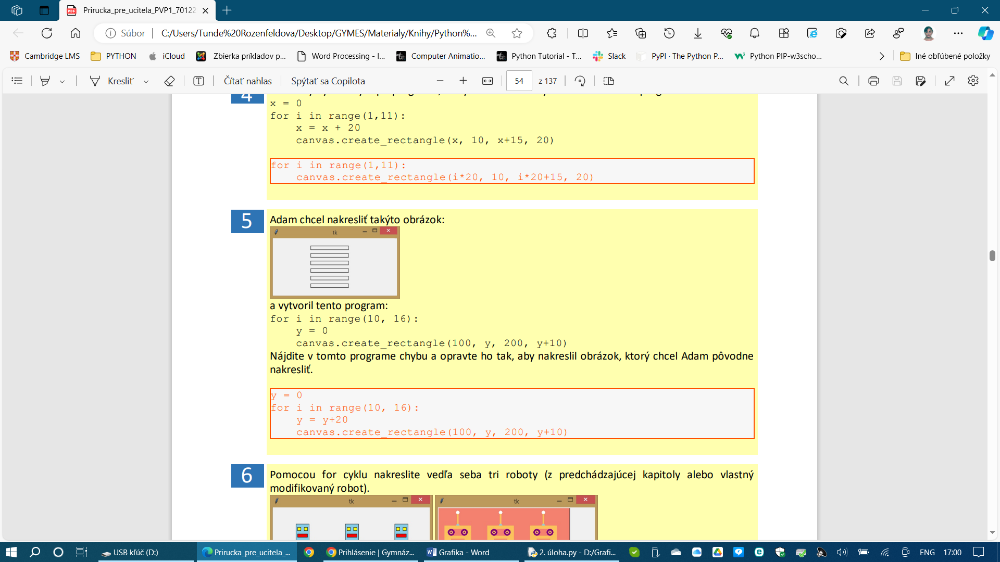 Prirucka_pre_ucitela_PVP1_70122
Súbor C:/Users/Tunde%20Rozenfeldova/Desktop/GYMES/Materialy/Knihy/Python%...
Cambridge LMS PYTHON iCloud Zbierka príkladov p... Word Processing - I... Computer Animatio... Python Tutorial - T... Slack PyPI · The Python P... Python PIP-w3scho... Iné obľúbené položky
Kresliť Čítať nahlas Spýtať sa Copilota 54 z 137
4
x = 0
for i in range(1,11):
    x = x + 20
    canvas.create_rectangle(x, 10, x+15, 20)
for i in range(1,11):
    canvas.create_rectangle(i*20, 10, i*20+15, 20)
5 Adam chcel nakresliť takýto obrázok:
tk
a vytvoril tento program:
for i in range(10, 16):
    y = 0
    canvas.create_rectangle(100, y, 200, y+10)
Nájdite v tomto programe chybu a opravte ho tak, aby nakreslil obrázok, ktorý chcel Adam pôvodne
nakresliť.
y = 0
for i in range(10, 16):
    y = y+20
    canvas.create_rectangle(100, y, 200, y+10)
6 Pomocou for cyklu nakreslite vedľa seba tri roboty (z predchádzajúcej kapitoly alebo vlastný
modifikovaný robot).
tk tk
USB kľúč (D:) Prirucka_pre_ucitela_... Prihlásenie | Gymnáz... Grafika - Word 2. úloha.py - D:/Grafi... ENG 17:00